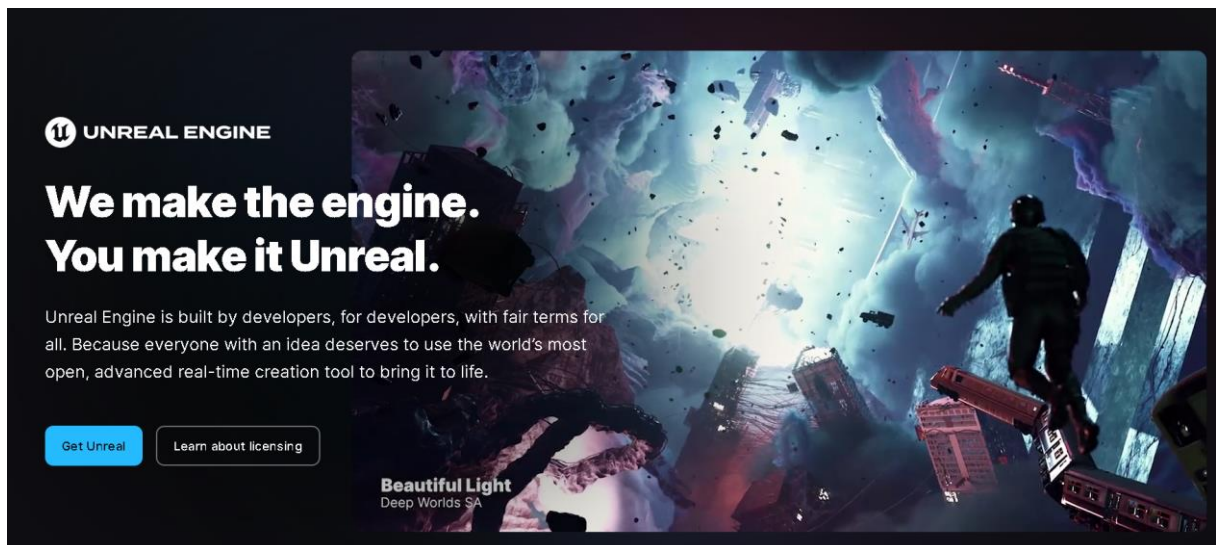 UNREAL ENGINE
We make the engine.
You make it Unreal.
Unreal Engine is built by developers, for developers, with fair terms for
all. Because everyone with an idea deserves to use the world’s most
open, advanced real-time creation tool to bring it to life.
Get Unreal
Learn about licensing
Beautiful Light
Deep Worlds SA